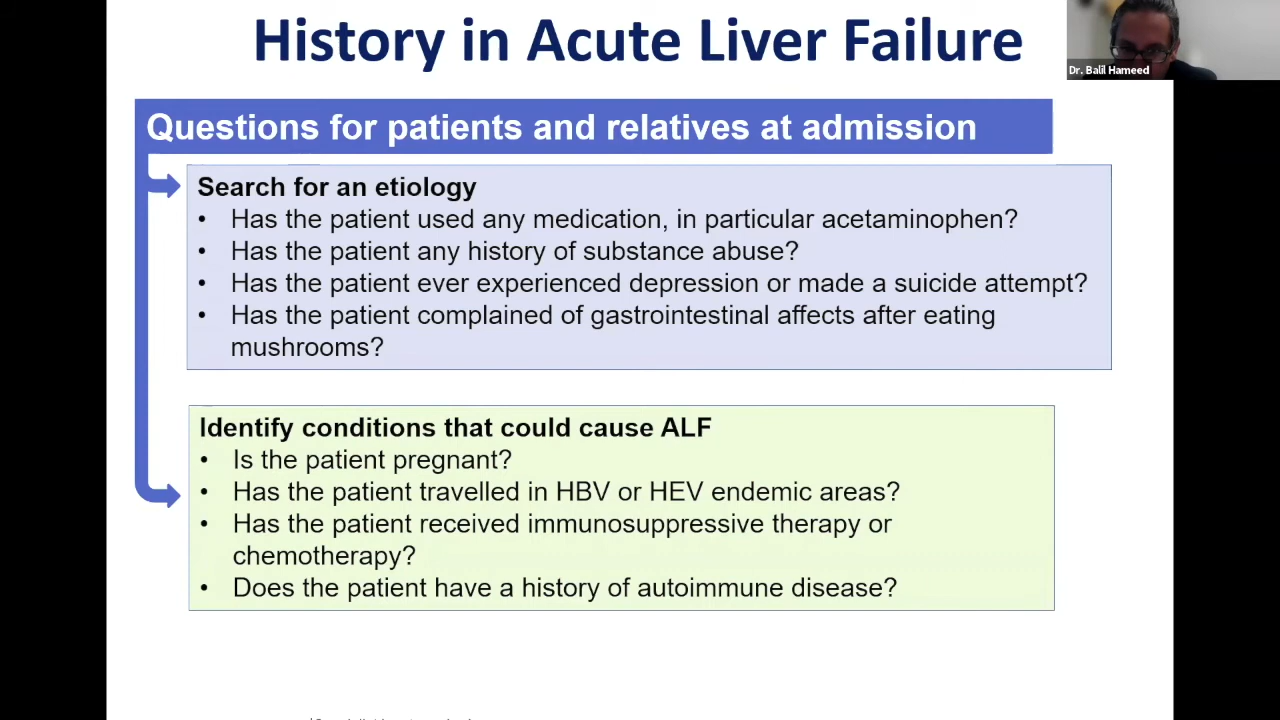 History in Acute Liver Failure
Dr. Balil Hameed
Questions for patients and relatives at admission
Search for an etiology
• Has the patient used any medication, in particular acetaminophen?
• Has the patient any history of substance abuse?
• Has the patient ever experienced depression or made a suicide attempt?
• Has the patient complained of gastrointestinal affects after eating
mushrooms?
Identify conditions that could cause ALF
• Is the patient pregnant?
• Has the patient travelled in HBV or HEV endemic areas?
• Has the patient received immunosuppressive therapy or
chemotherapy?
• Does the patient have a history of autoimmune disease?